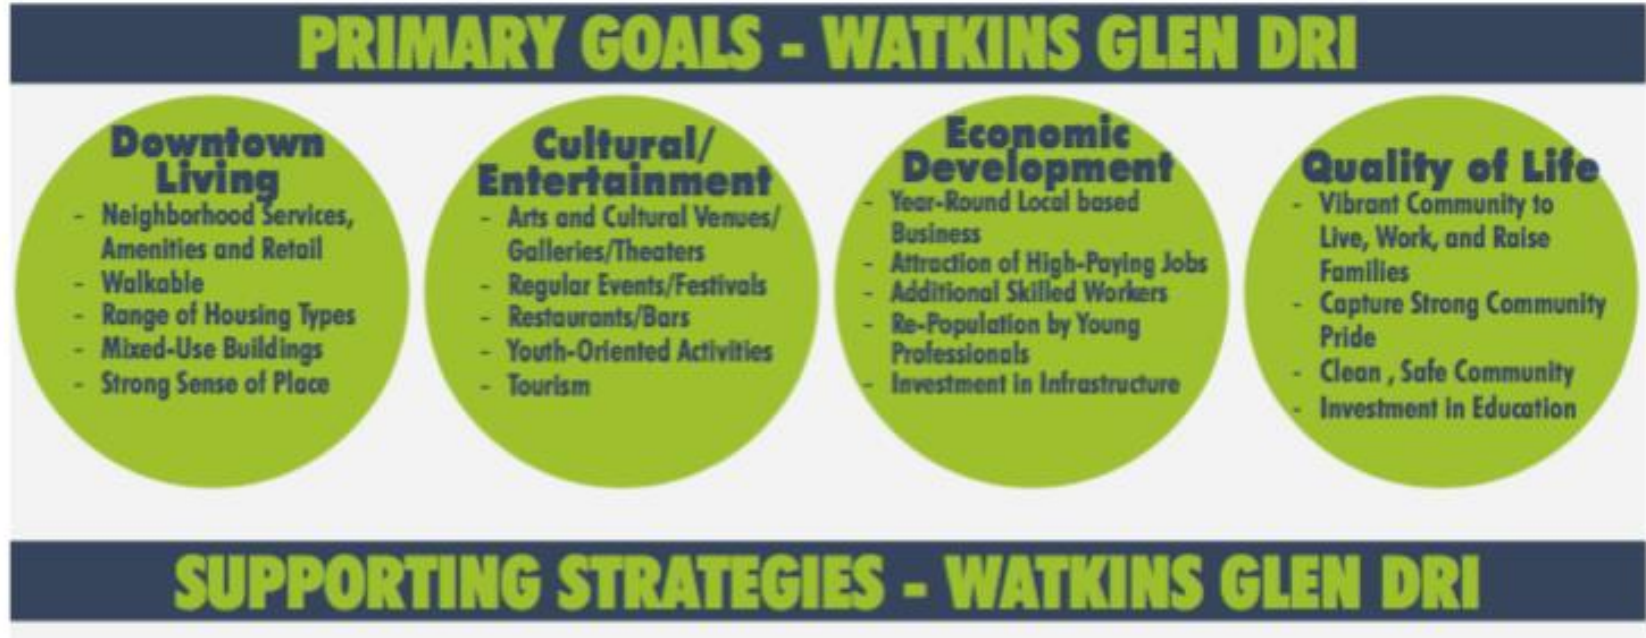 PRIMARY GOALS - WATKINS GLEN DRI
Downtown
Living
- Neighborhood Services,
Amenities and Retail
- Walkable
- Range of Housing Types
- Mixed-Use Buildings
- Strong Sense of Place
Cultural/
Entertainment
- Arts and Cultural Venues/
Galleries/Theaters
- Regular Events/Festivals
- Restaurants/Bars
- Youth-Oriented Activities
- Tourism
Economic
Development
- Year-Round Local based
Business
- Attraction of High-Paying Jobs
- Additional Skilled Workers
- Re-Population by Young
Professionals
- Investment in Infrastructure
Quality of Life
- Vibrant Community to
Live, Work, and Raise
Families
- Capture Strong Community
Pride
- Clean , Safe Community
- Investment in Education
SUPPORTING STRATEGIES - WATKINS GLEN DRI